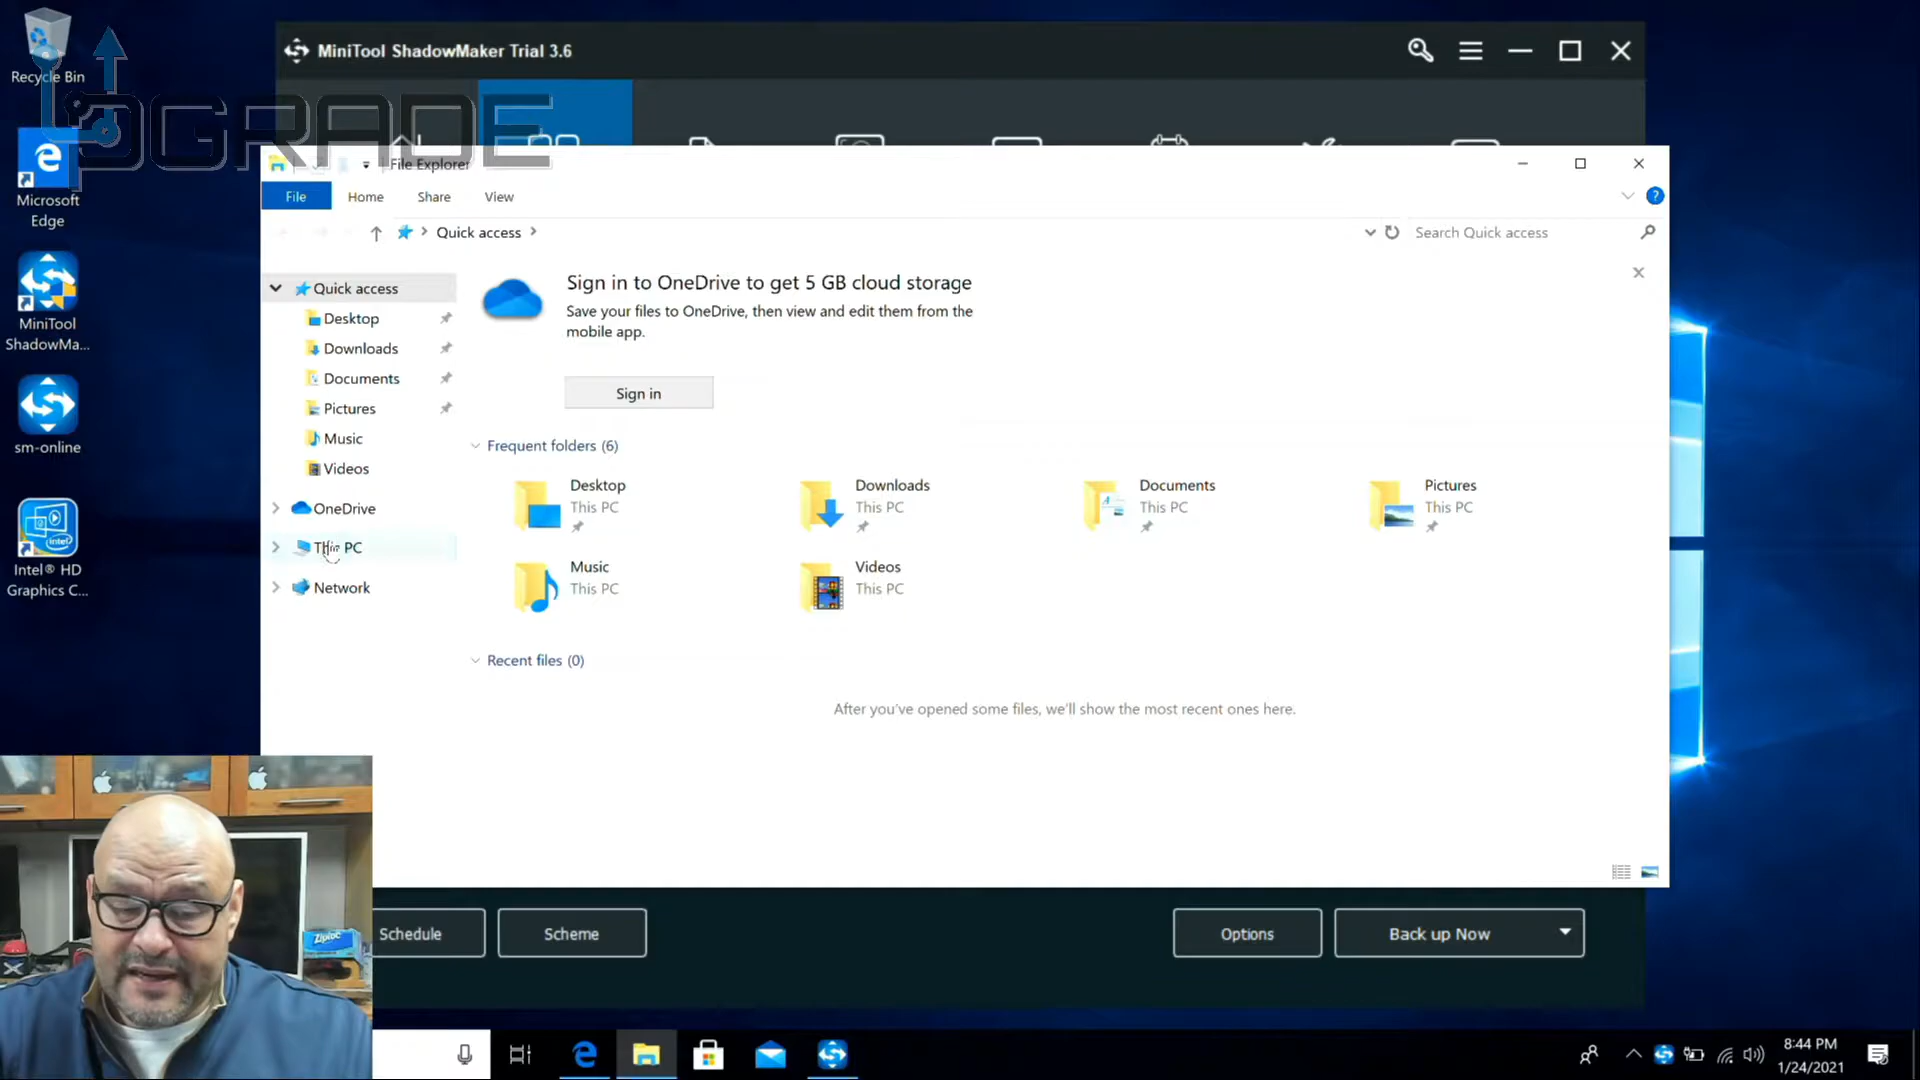 Recycle Bin
MiniTool ShadowMaker Trial 3.6
PGRADE
File Explorer
File
Home
Share
View
Quick access
Search Quick access
Microsoft
Edge
MiniTool
ShadowMa...
sm-online
intel
Intel® HD
Graphics C...
Quick access
Desktop
Downloads
Documents
Pictures
Music
Videos
OneDrive
This PC
Network
Sign in to OneDrive to get 5 GB cloud storage
Save your files to OneDrive, then view and edit them from the
mobile app.
Sign in
Frequent folders (6)
Desktop
This PC
Downloads
This PC
Documents
This PC
Pictures
This PC
Music
This PC
Videos
This PC
Recent files (0)
After you've opened some files, we'll show the most recent ones here.
Ziploc
Schedule
Scheme
Options
Back up Now
8:44 PM
1/24/2021